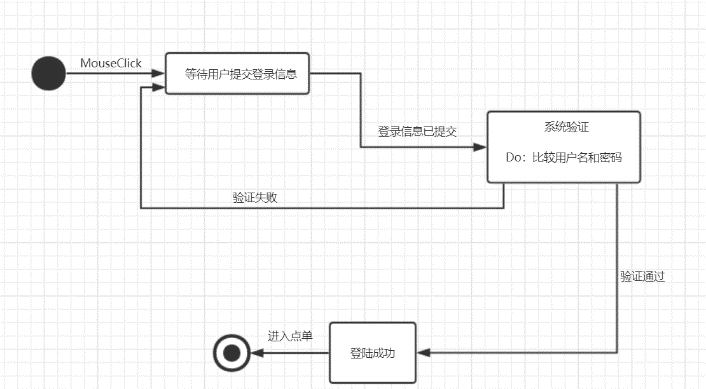 MouseClick
等待用户提交登录信息
登录信息已提交
系统验证
Do：比较用户名和密码
验证失败
验证通过
进入点单
登陆成功